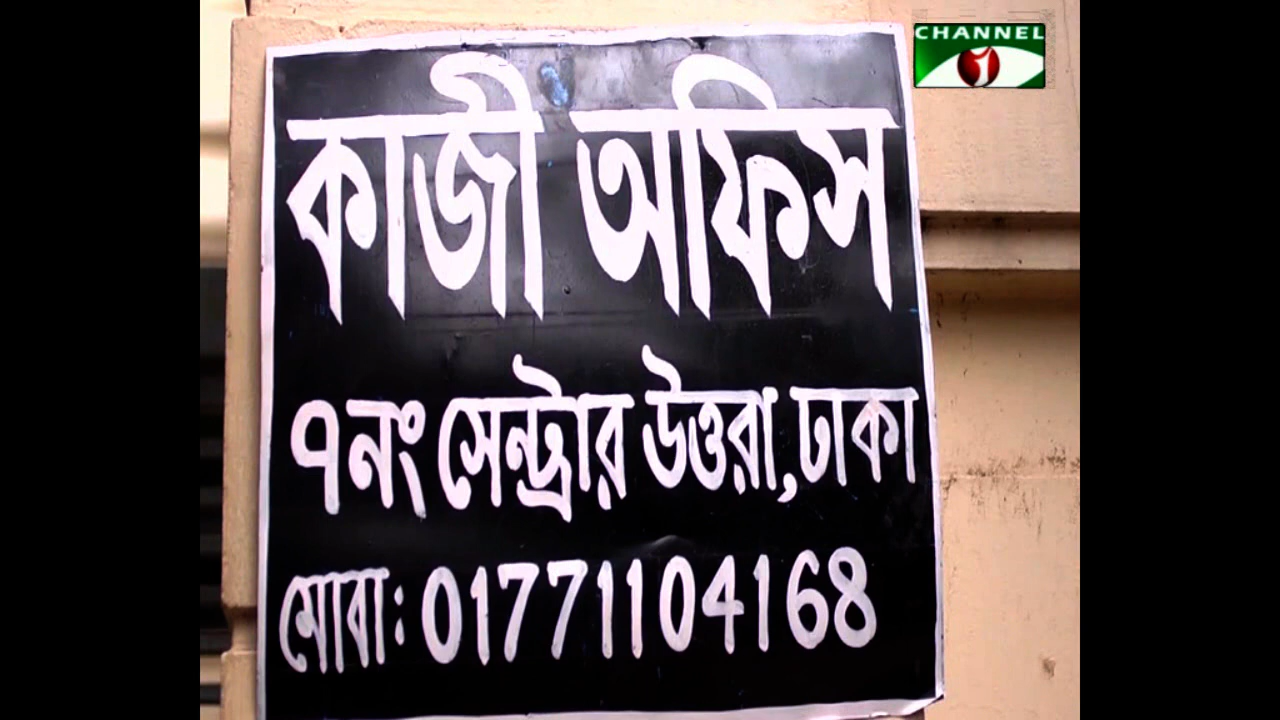 CHANNEL
i
কাজী অফিস
৭নং সেন্ট্রার উত্তরা, ঢাকা
মোবা: 01771104168